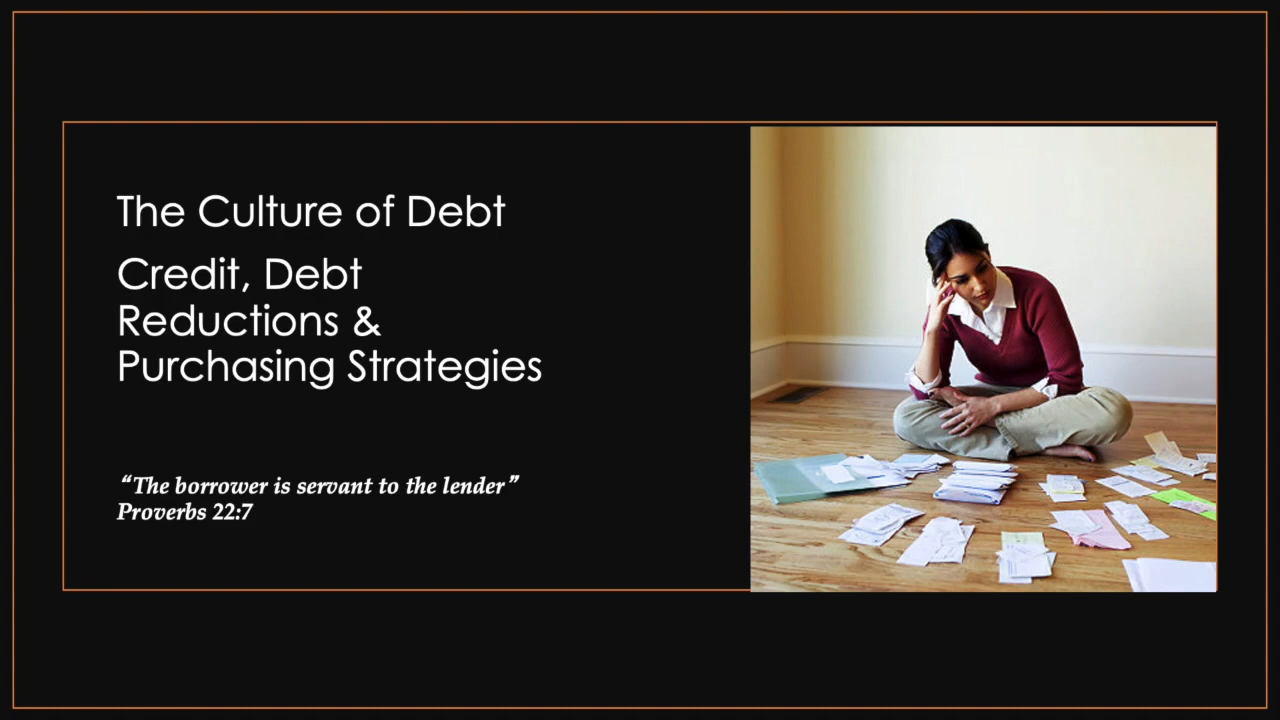 The Culture of Debt
Credit, Debt
Reductions &
Purchasing Strategies
“The borrower is servant to the lender”
Proverbs 22:7